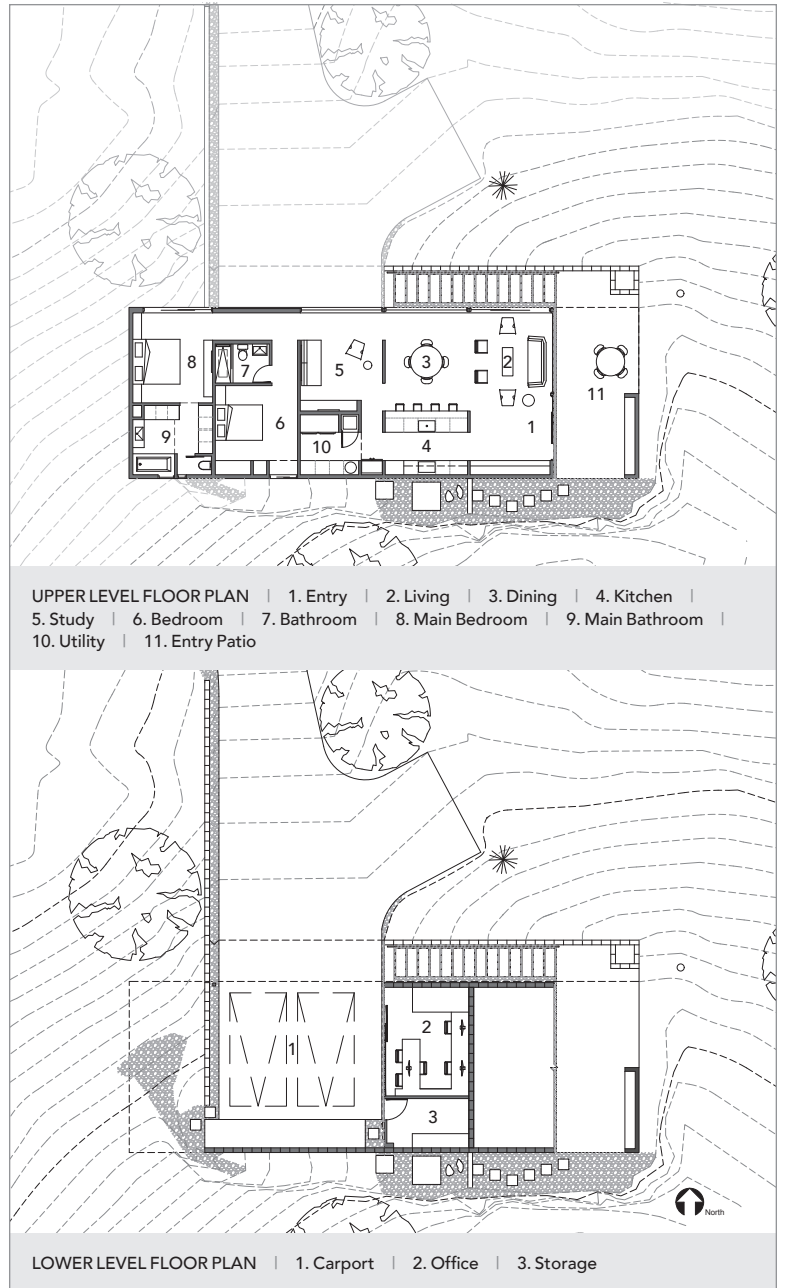 8
7
5
3
2
11
6
9
10
4
1
UPPER LEVEL FLOOR PLAN | 1. Entry | 2. Living | 3. Dining | 4. Kitchen |
5. Study | 6. Bedroom | 7. Bathroom | 8. Main Bedroom | 9. Main Bathroom |
10. Utility | 11. Entry Patio
1
2
3
North
LOWER LEVEL FLOOR PLAN | 1. Carport | 2. Office | 3. Storage